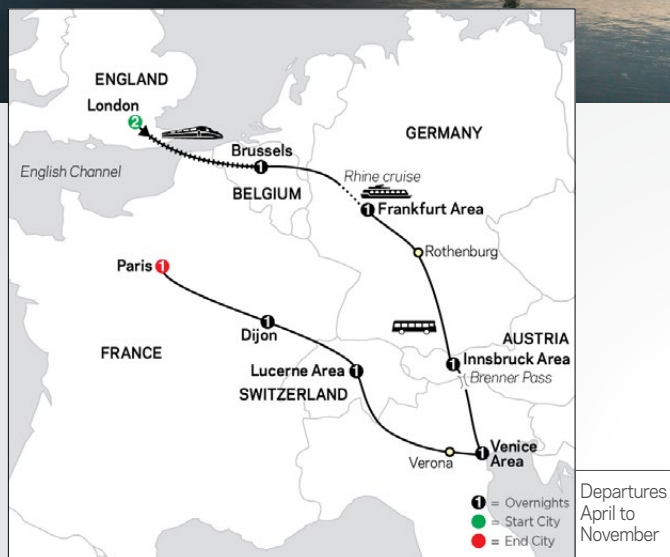 ENGLAND
London
2
English Channel
Brussels
1
BELGIUM
GERMANY
Rhine cruise
1 Frankfurt Area
Rothenburg
Paris 1
1
Dijon
FRANCE
AUSTRIA
1 Innsbruck Area
Brenner Pass
Lucerne Area 1
SWITZERLAND
1 Venice
Area
Verona
1 = Overnights
= Start City
= End City
Departures
April to
November